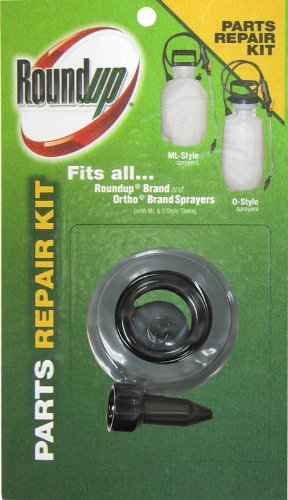 PARTS
REPAIR
KIT
Roundup®
ML-Style
sprayers
O-Style
sprayers
Fits all...
Roundup® Brand and
Ortho® Brand Sprayers
(with ML & O Style Tanks)
PARTS REPAIR KIT